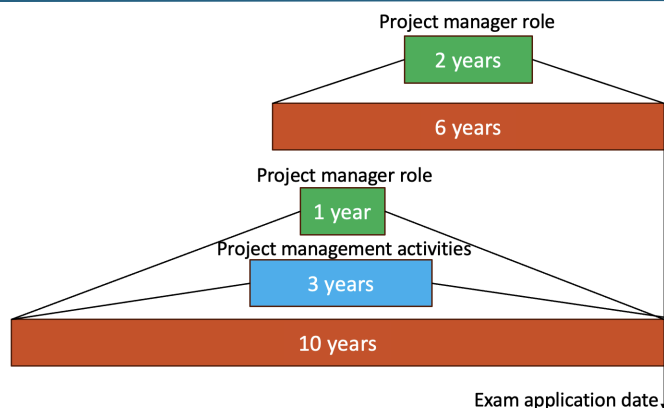 Project manager role
2 years
6 years
Project manager role
1 year
Project management activities
3 years
10 years
Exam application date